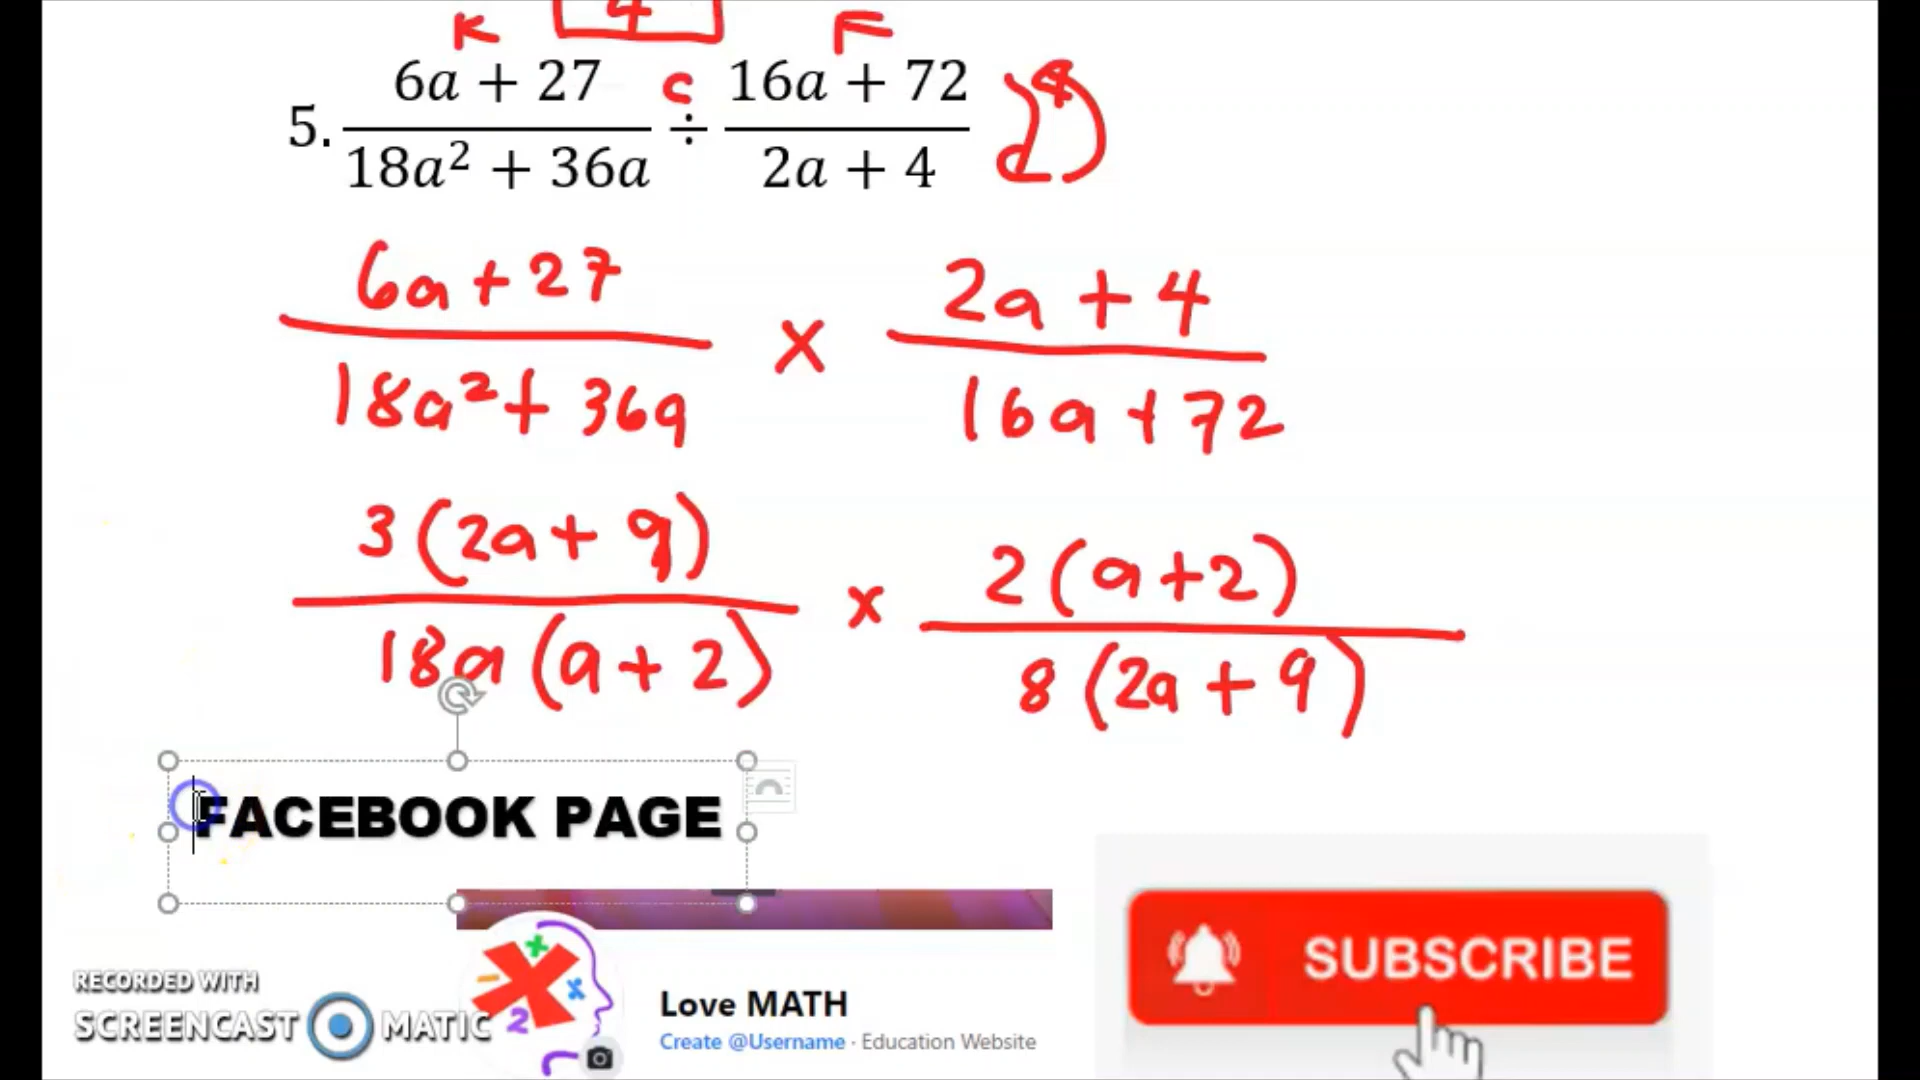 4
K C F
6a + 27 16a + 72
5. ÷
18a² + 36a 2a + 4
6a + 27 2a + 4
x
18a² + 36a 16a + 72
3(2a + 9) 2(a + 2)
x
18a(a + 2) 8(2a + 9)
FACEBOOK PAGE
RECORDED WITH
SCREENCAST MATIC
Love MATH
Create @Username · Education Website
SUBSCRIBE